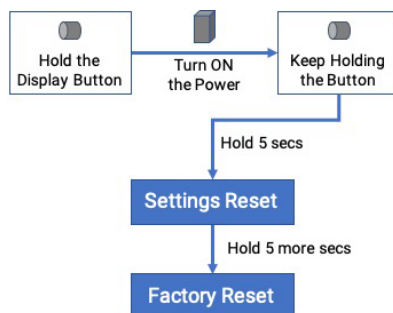 Hold the
Display Button
Turn ON
the Power
Keep Holding
the Button
Hold 5 secs
Settings Reset
Hold 5 more secs
Factory Reset